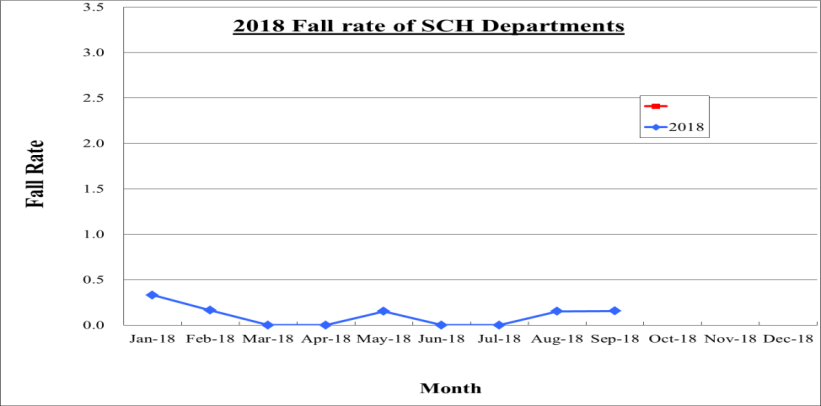 2018 Fall rate of SCH Departments
3.5
3.0
2.5
2.0
1.5
1.0
0.5
0.0
Fall Rate
2018
Jan-18 Feb-18 Mar-18 Apr-18 May-18 Jun-18 Jul-18 Aug-18 Sep-18 Oct-18 Nov-18 Dec-18
Month